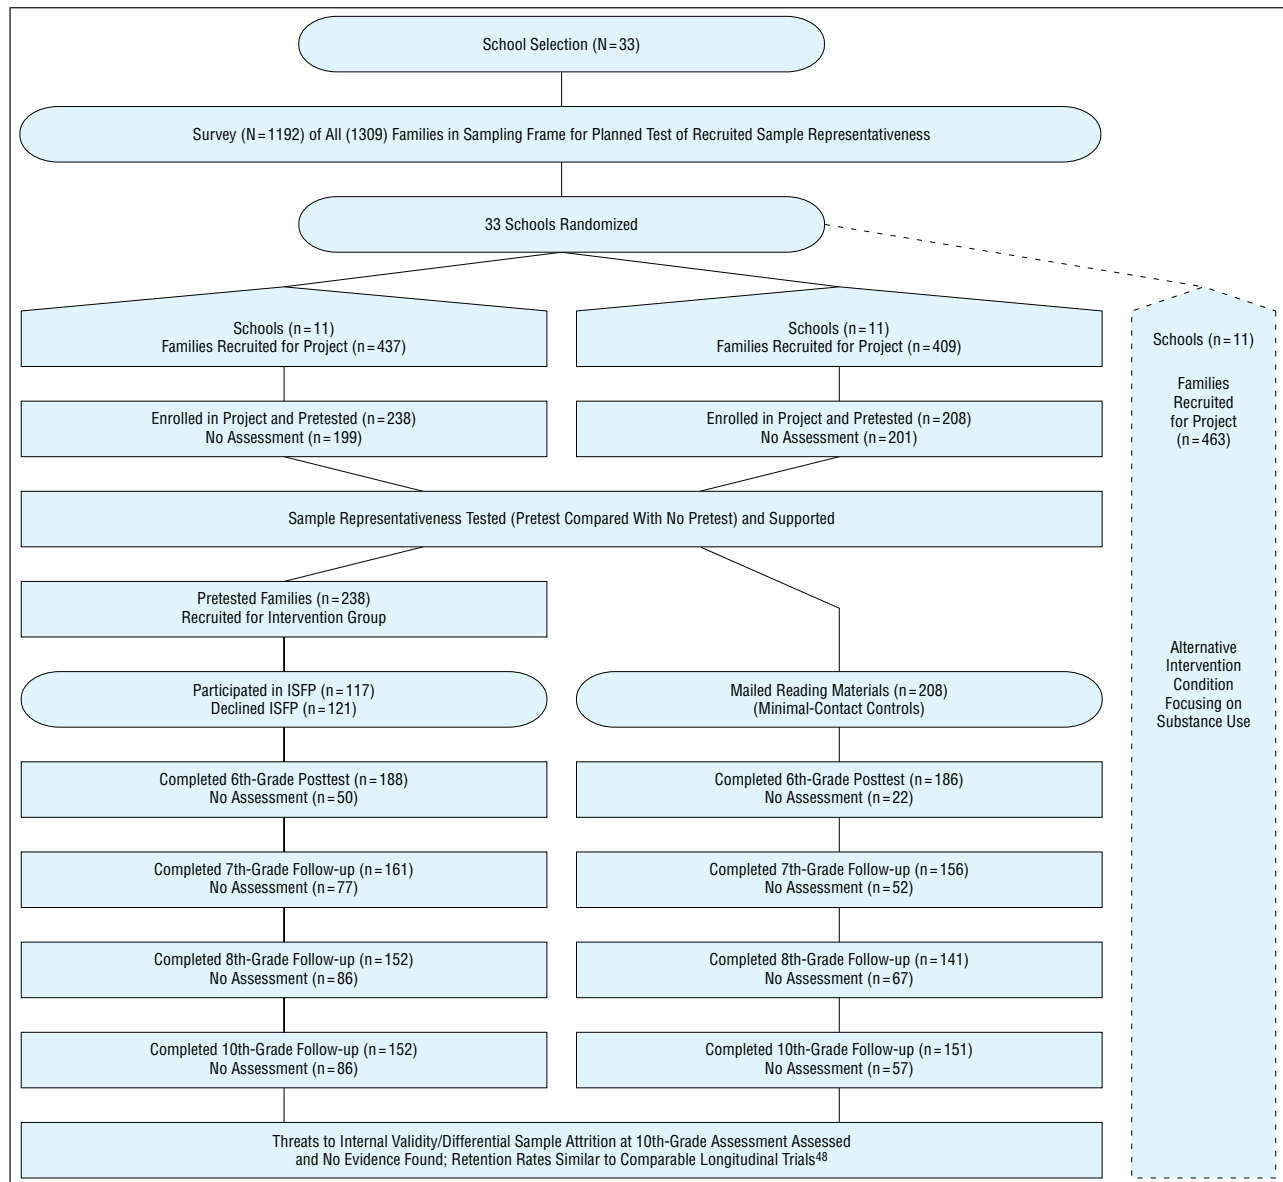 School Selection (N=33)
Survey (N=1192) of All (1309) Families in Sampling Frame for Planned Test of Recruited Sample Representativeness
33 Schools Randomized
Schools (n=11)
Families Recruited for Project (n=437)
Schools (n=11)
Families Recruited for Project (n=409)
Schools (n=11)
Families
Recruited
for Project
(n=463)
Enrolled in Project and Pretested (n=238)
No Assessment (n=199)
Enrolled in Project and Pretested (n=208)
No Assessment (n=201)
Sample Representativeness Tested (Pretest Compared With No Pretest) and Supported
Pretested Families (n=238)
Recruited for Intervention Group
Alternative
Intervention
Condition
Focusing on
Substance Use
Participated in ISFP (n=117)
Declined ISFP (n=121)
Mailed Reading Materials (n=208)
(Minimal-Contact Controls)
Completed 6th-Grade Posttest (n=188)
No Assessment (n=50)
Completed 6th-Grade Posttest (n=186)
No Assessment (n=22)
Completed 7th-Grade Follow-up (n=161)
No Assessment (n=77)
Completed 7th-Grade Follow-up (n=156)
No Assessment (n=52)
Completed 8th-Grade Follow-up (n=152)
No Assessment (n=86)
Completed 8th-Grade Follow-up (n=141)
No Assessment (n=67)
Completed 10th-Grade Follow-up (n=152)
No Assessment (n=86)
Completed 10th-Grade Follow-up (n=151)
No Assessment (n=57)
Threats to Internal Validity/Differential Sample Attrition at 10th-Grade Assessment Assessed
and No Evidence Found; Retention Rates Similar to Comparable Longitudinal Trials⁴⁸